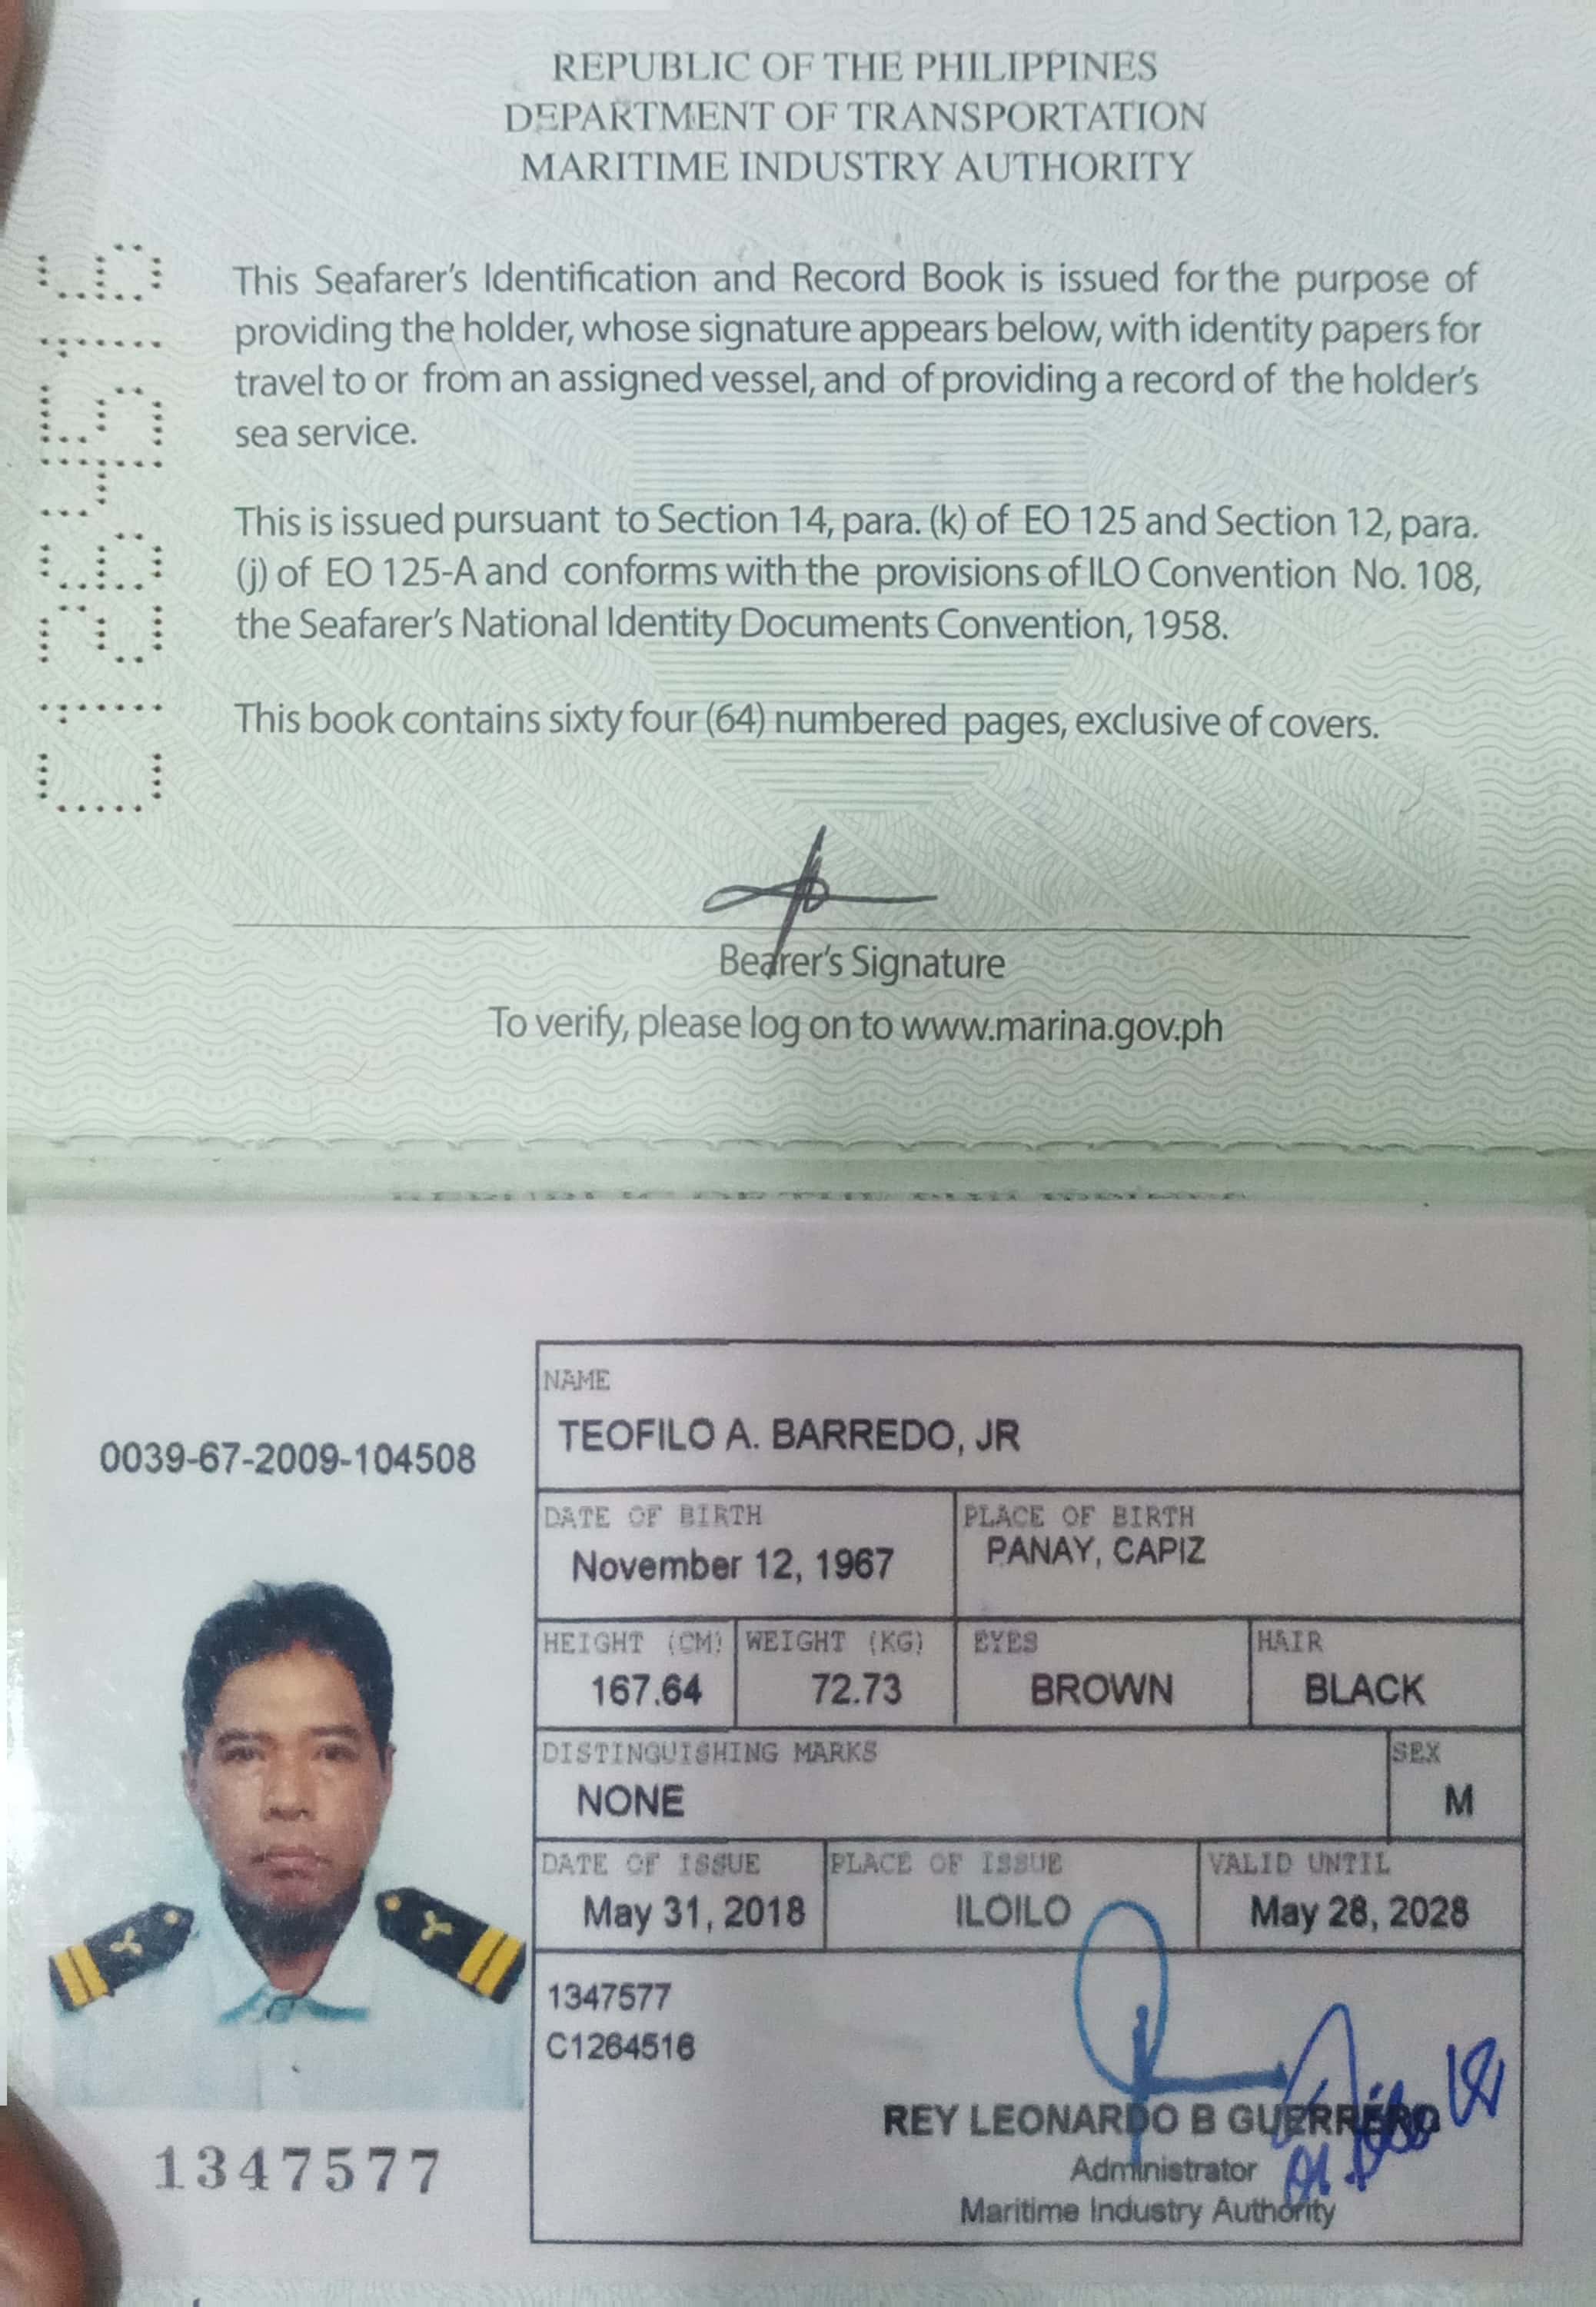 REPUBLIC OF THE PHILIPPINES
DEPARTMENT OF TRANSPORTATION
MARITIME INDUSTRY AUTHORITY
This Seafarer's Identification and Record Book is issued for the purpose of
providing the holder, whose signature appears below, with identity papers for
travel to or from an assigned vessel, and of providing a record of the holder's
sea service.
This is issued pursuant to Section 14, para. (k) of EO 125 and Section 12, para.
(j) of EO 125-A and conforms with the provisions of ILO Convention No. 108,
the Seafarer's National Identity Documents Convention, 1958.
This book contains sixty four (64) numbered pages, exclusive of covers.
Bearer's Signature
To verify, please log on to www.marina.gov.ph
C1264516
0039-67-2009-104508
NAME
TEOFILO A. BARREDO, JR
DATE OF BIRTH PLACE OF BIRTH
November 12, 1967 PANAY, CAPIZ
HEIGHT (CM) WEIGHT (KG) EYES HAIR
167.64 72.73 BROWN BLACK
DISTINGUISHING MARKS SEX
NONE M
DATE OF ISSUE PLACE OF ISSUE VALID UNTIL
May 31, 2018 ILOILO May 28, 2028
1347577
C1264516
REY LEONARDO B GUERRERO
Administrator
Maritime Industry Authority
1347577